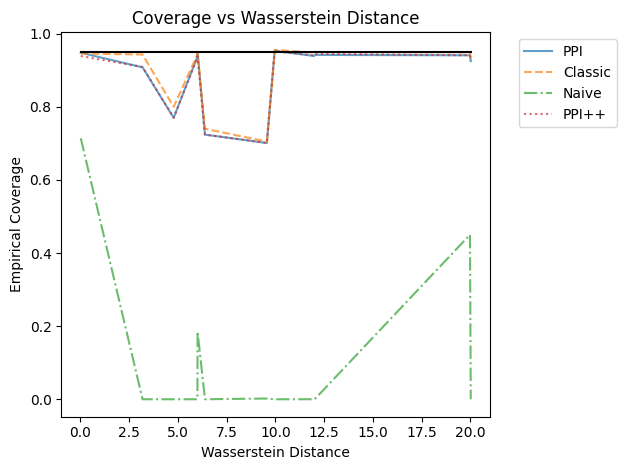 Coverage vs Wasserstein Distance
1.0
0.8
0.6
0.4
0.2
0.0
Empirical Coverage
0.0 2.5 5.0 7.5 10.0 12.5 15.0 17.5 20.0
Wasserstein Distance
PPI
Classic
Naive
PPI++